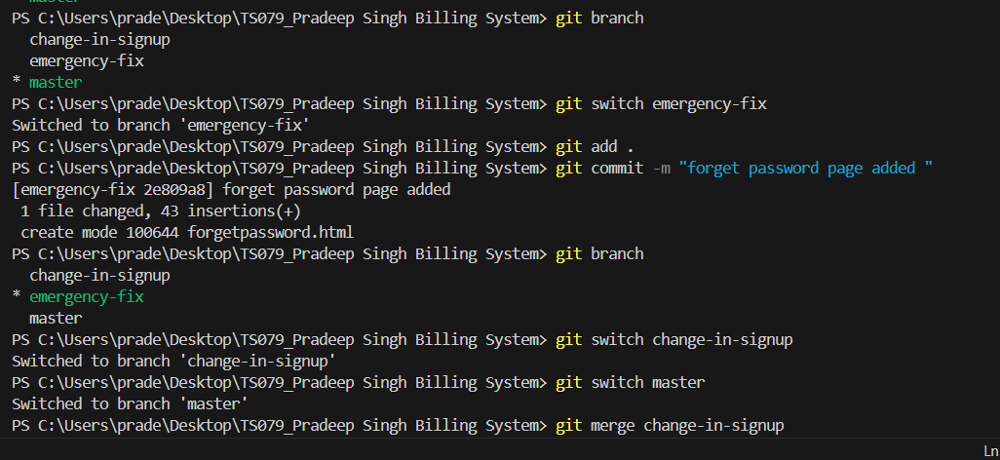 master
PS C:\Users\prade\Desktop\TS079_Pradeep Singh Billing System> git branch
  change-in-signup
  emergency-fix
* master
PS C:\Users\prade\Desktop\TS079_Pradeep Singh Billing System> git switch emergency-fix
Switched to branch 'emergency-fix'
PS C:\Users\prade\Desktop\TS079_Pradeep Singh Billing System> git add .
PS C:\Users\prade\Desktop\TS079_Pradeep Singh Billing System> git commit -m "forget password page added "
[emergency-fix 2e809a8] forget password page added
 1 file changed, 43 insertions(+)
 create mode 100644 forgetpassword.html
PS C:\Users\prade\Desktop\TS079_Pradeep Singh Billing System> git branch
  change-in-signup
* emergency-fix
  master
PS C:\Users\prade\Desktop\TS079_Pradeep Singh Billing System> git switch change-in-signup
Switched to branch 'change-in-signup'
PS C:\Users\prade\Desktop\TS079_Pradeep Singh Billing System> git switch master
Switched to branch 'master'
PS C:\Users\prade\Desktop\TS079_Pradeep Singh Billing System> git merge change-in-signup
Ln